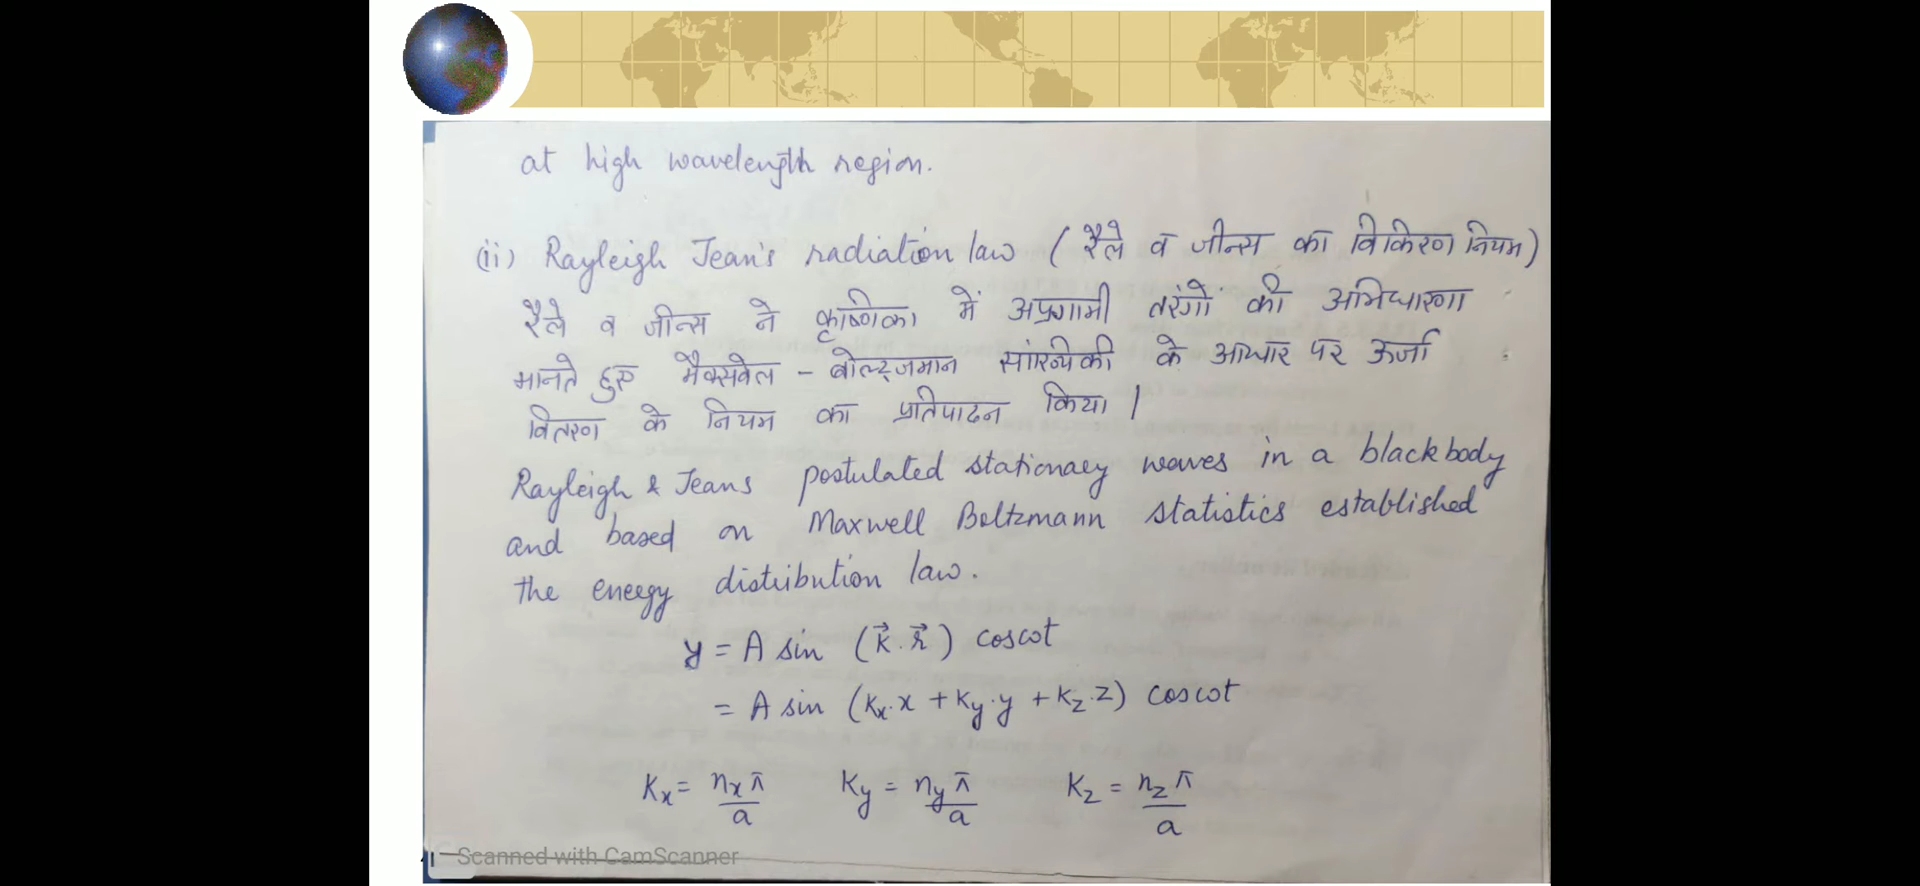 at high wavelength region.
(ii) Rayleigh Jean's radiation law (रैले व जीन्स का विकिरण नियम)
रैले व जीन्स ने कृष्णिका में अप्रगामी तरंगों की अभिधारणा
मानते हुए मैक्सवेल - बोल्ट्जमान सांख्यिकी के आधार पर ऊर्जा
वितरण के नियम का प्रतिपादन किया।
Rayleigh & Jeans postulated stationary waves in a blackbody
and based on Maxwell Boltzmann statistics established
the energy distribution law.
y = A sin (k⃗.r⃗) cosωt
= A sin (kx.x + ky.y + kz.z) cosωt
Kx = nxπ/a Ky = nyπ/a Kz = nzπ/a
Scanned with CamScanner